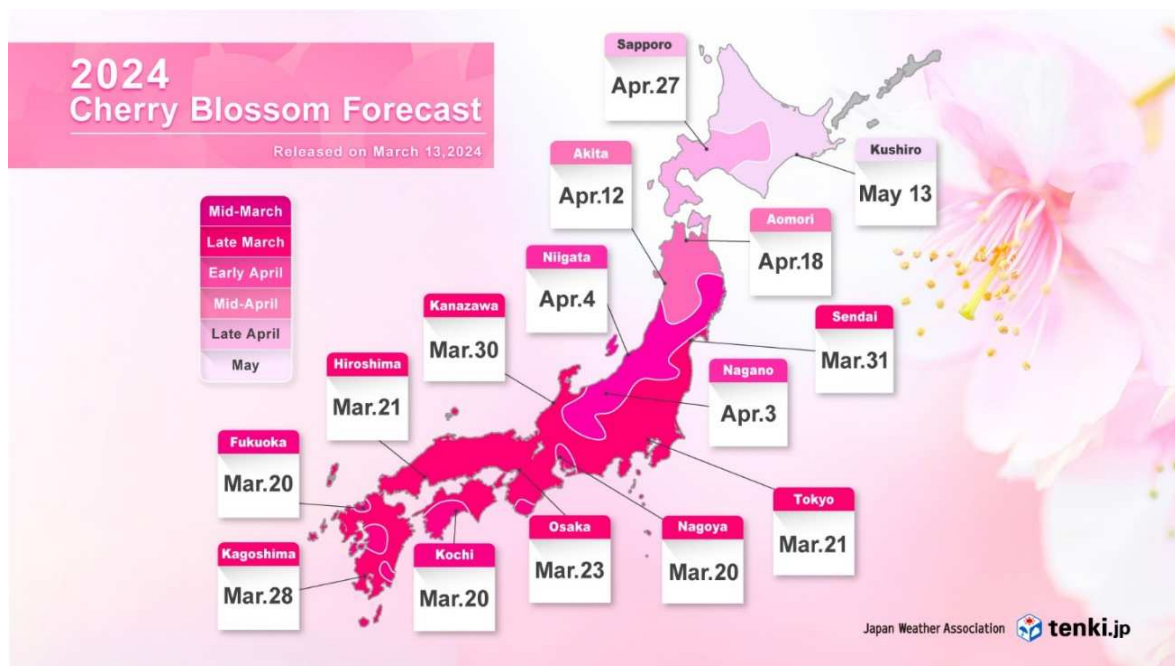 2024
Cherry Blossom Forecast
Released on March 13,2024
Mid-March
Late March
Early April
Mid-April
Late April
May
Sapporo
Apr.27
Kushiro
May 13
Akita
Apr.12
Aomori
Apr.18
Niigata
Apr.4
Kanazawa
Mar.30
Sendai
Mar.31
Hiroshima
Mar.21
Nagano
Apr.3
Fukuoka
Mar.20
Tokyo
Mar.21
Kagoshima
Mar.28
Kochi
Mar.20
Osaka
Mar.23
Nagoya
Mar.20
Japan Weather Association tenki.jp